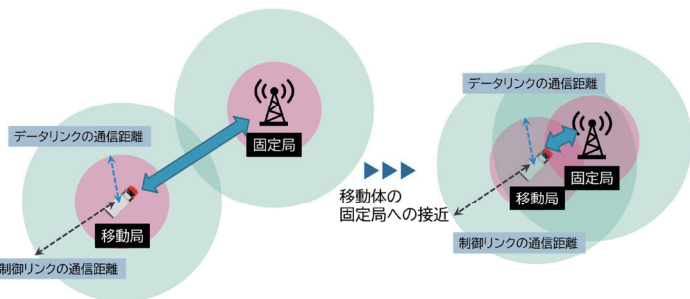 データリンクの通信距離
固定局
移動局
制御リンクの通信距離
移動体の
固定局への接近
データリンクの通信距離
固定局
移動局
制御リンクの通信距離